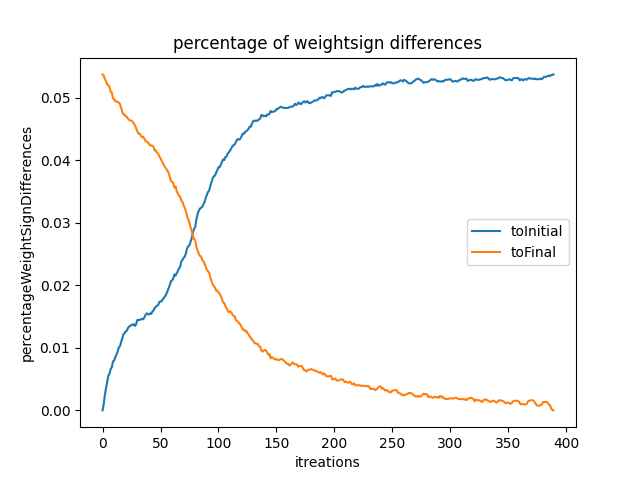 percentage of weightsign differences
percentageWeightSignDifferences
0.05
0.04
0.03
0.02
0.01
0.00
toInitial
toFinal
0 50 100 150 200 250 300 350 400
itreations